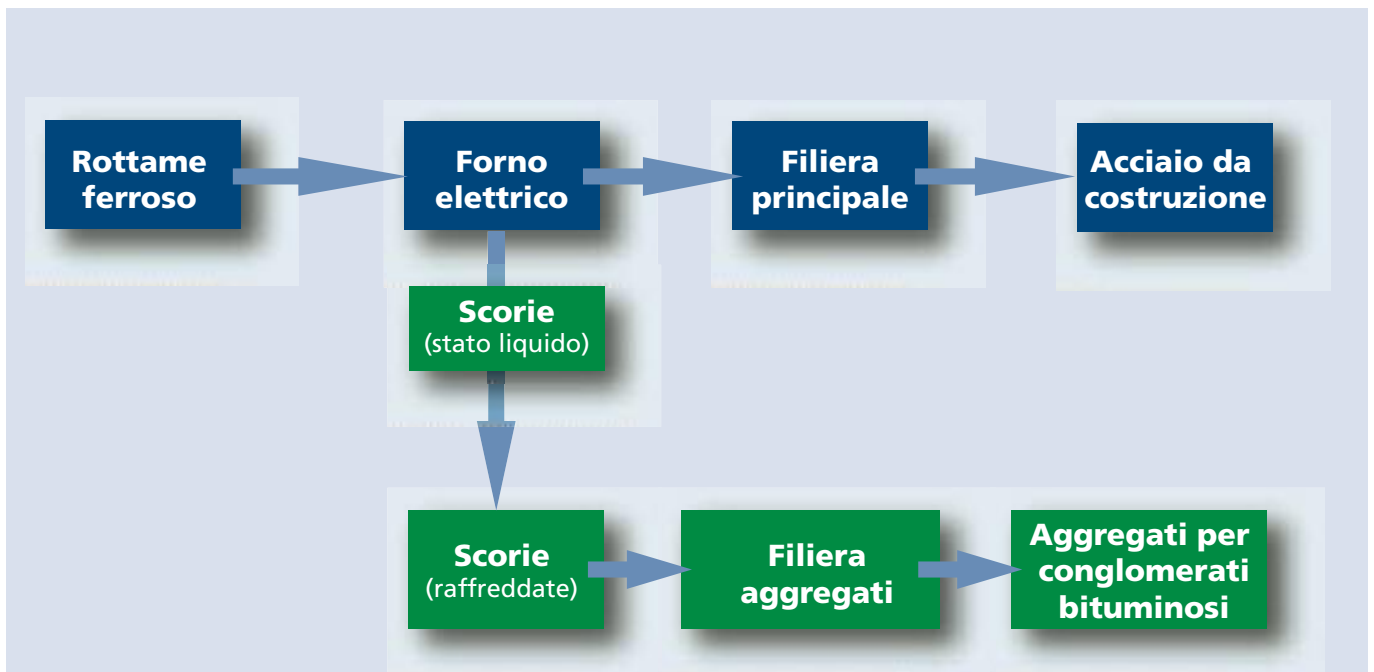 Rottame
ferroso
Forno
elettrico
Filiera
principale
Acciaio da
costruzione
Scorie
(stato liquido)
Scorie
(raffreddate)
Filiera
aggregati
Aggregati per
conglomerati
bituminosi